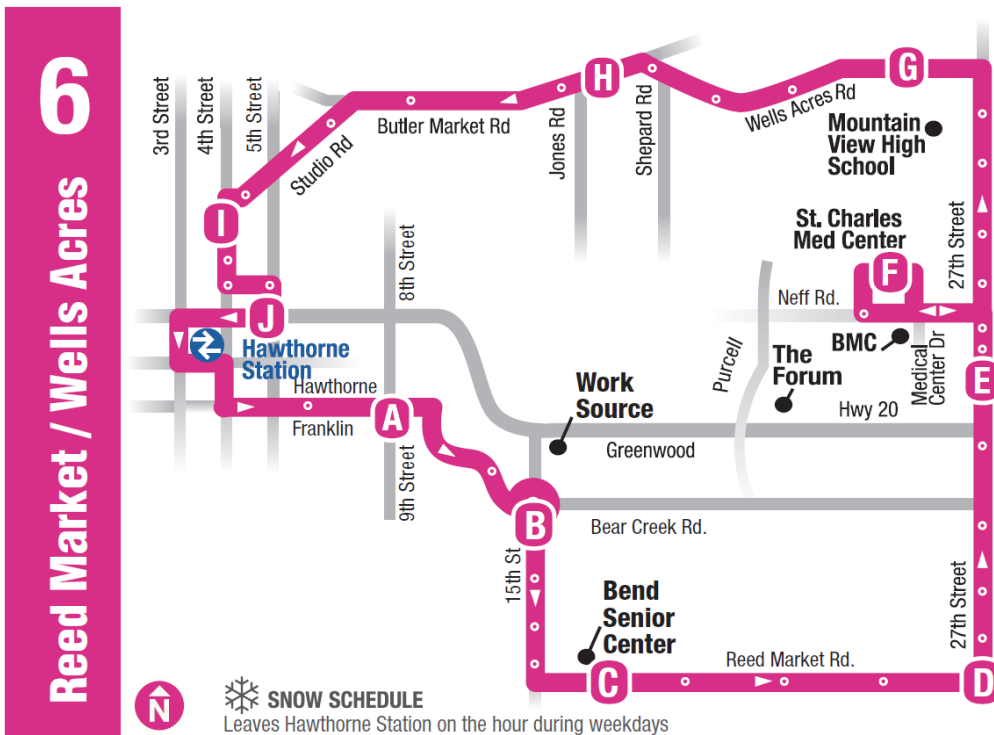 6
Reed Market / Wells Acres
3rd Street
4th Street
5th Street
Studio Rd
Butler Market Rd
H
Jones Rd
Shepard Rd
Wells Acres Rd
G
Mountain
View High
School
27th Street
St. Charles
Med Center
F
Neff Rd.
BMC
Medical
Center Dr
E
I
J
Hawthorne
Station
8th Street
Hawthorne
Franklin
A
9th Street
Work
Source
Purcell
The
Forum
Hwy 20
Greenwood
B
Bear Creek Rd.
15th St
Bend
Senior
Center
C
Reed Market Rd.
27th Street
D
N
SNOW SCHEDULE
Leaves Hawthorne Station on the hour during weekdays